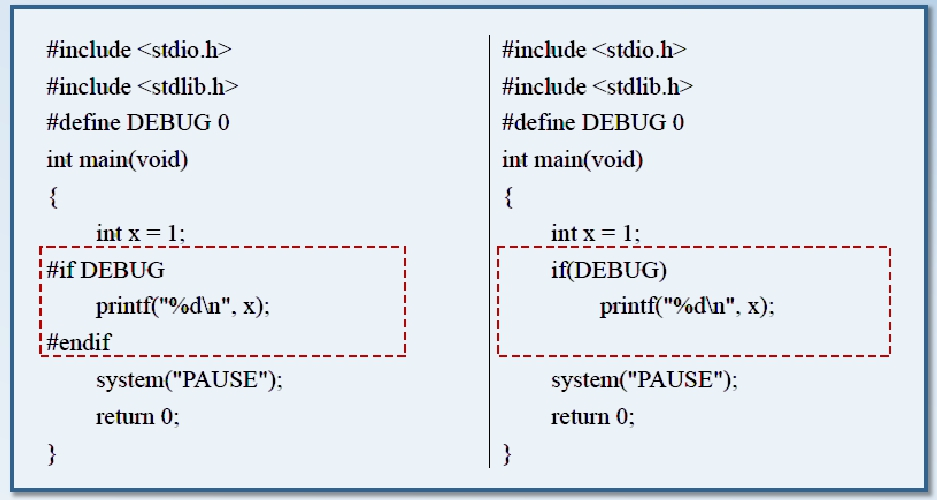 #include <stdio.h>
#include <stdlib.h>
#define DEBUG 0
int main(void)
{
int x = 1;
#if DEBUG
printf("%d\n", x);
#endif
system("PAUSE");
return 0;
}
#include <stdio.h>
#include <stdlib.h>
#define DEBUG 0
int main(void)
{
int x = 1;
if(DEBUG)
printf("%d\n", x);
system("PAUSE");
return 0;
}